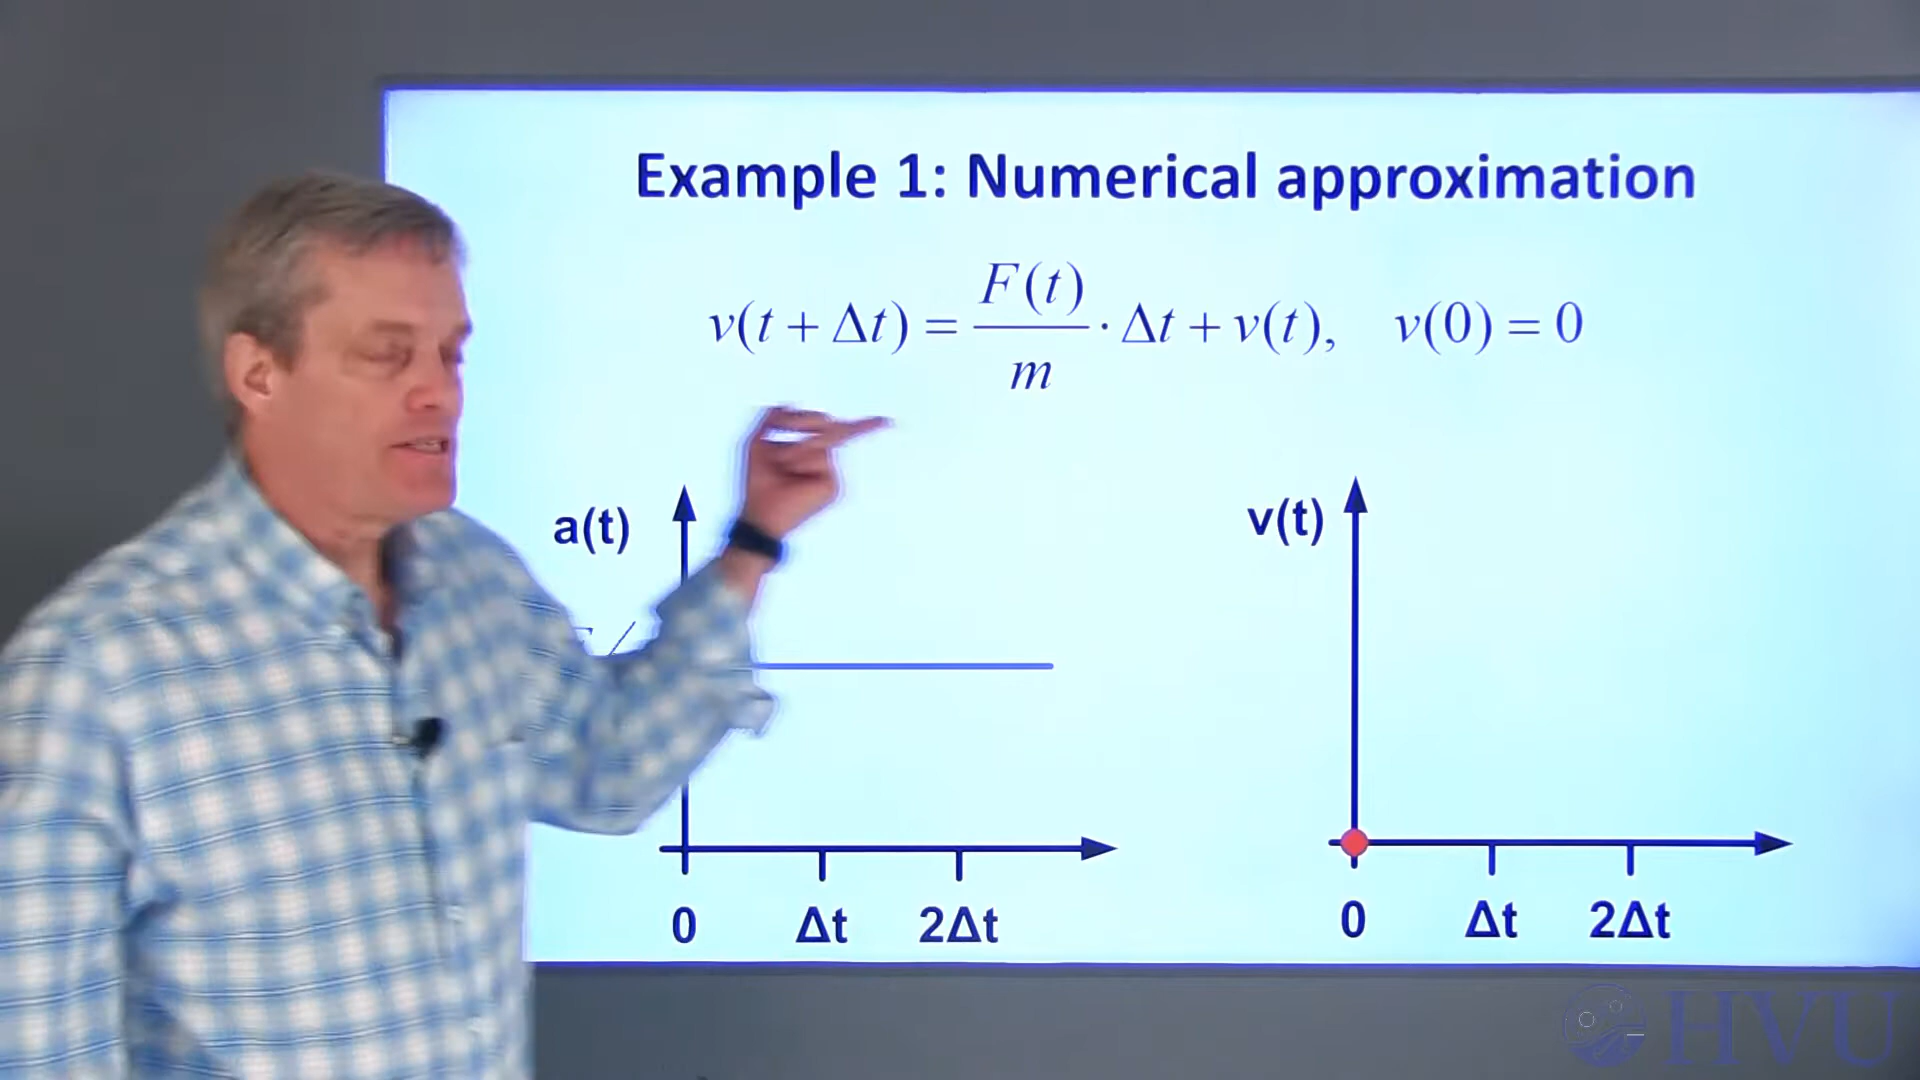 Example 1: Numerical approximation
v(t + Δt) = F(t)/m · Δt + v(t), v(0) = 0
a(t)
0 Δt 2Δt
v(t)
0 Δt 2Δt
HVU